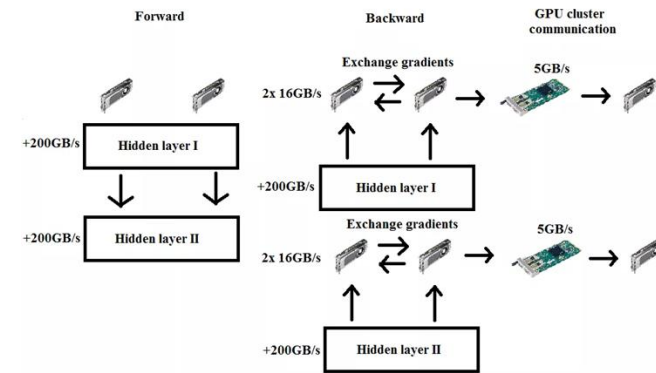 Forward
Backward
GPU cluster
communication
Exchange gradients
5GB/s
2x 16GB/s
+200GB/s
Hidden layer I
+200GB/s
Hidden layer I
+200GB/s
Hidden layer II
Exchange gradients
5GB/s
2x 16GB/s
+200GB/s
Hidden layer II